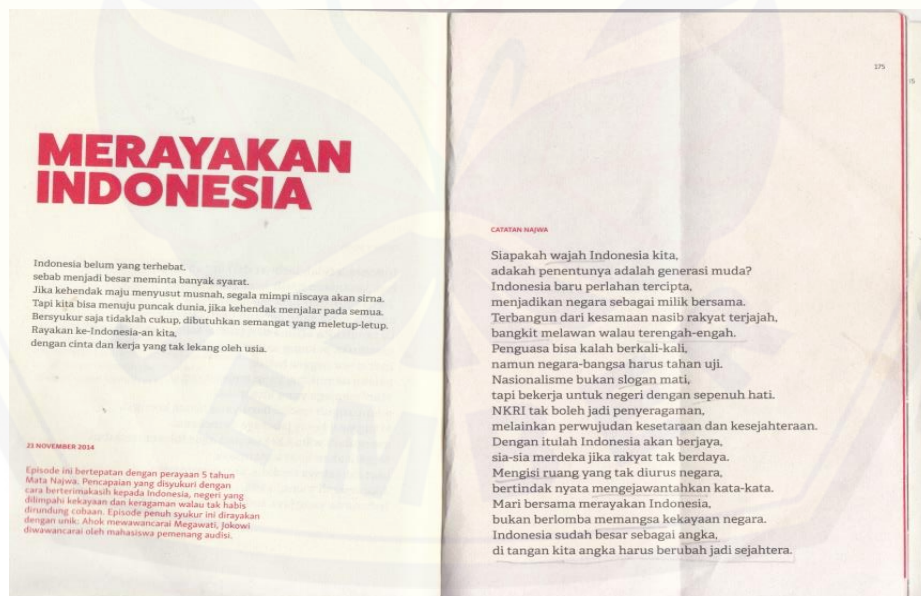 MERAYAKAN
INDONESIA
Indonesia belum yang terhebat,
sebab menjadi besar meminta banyak syarat.
Jika kehendak maju menyusut musnah, segala mimpi niscaya akan sirna.
Tapi kita bisa menuju puncak dunia, jika kehendak menjalar pada semua.
Bersyukur saja tidaklah cukup, dibutuhkan semangat yang meletup-letup.
Rayakan ke-Indonesia-an kita,
dengan cinta dan kerja yang tak lekang oleh usia.
23 NOVEMBER 2014
Episode ini bertepatan dengan perayaan 5 tahun
Mata Najwa. Pencapaian yang disyukuri dengan
cara berterimakasih kepada Indonesia, negeri yang
dilimpahi kekayaan dan keragaman walau tak habis
dirundung cobaan. Episode penuh syukur ini dirayakan
dengan unik: Ahok mewawancarai Megawati, Jokowi
diwawancarai oleh mahasiswa pemenang audisi.
175
CATATAN NAJWA
Siapakah wajah Indonesia kita,
adakah penentunya adalah generasi muda?
Indonesia baru perlahan tercipta,
menjadikan negara sebagai milik bersama.
Terbangun dari kesamaan nasib rakyat terjajah,
bangkit melawan walau terengah-engah.
Penguasa bisa kalah berkali-kali,
namun negara-bangsa harus tahan uji.
Nasionalisme bukan slogan mati,
tapi bekerja untuk negeri dengan sepenuh hati.
NKRI tak boleh jadi penyeragaman,
melainkan perwujudan kesetaraan dan kesejahteraan.
Dengan itulah Indonesia akan berjaya,
sia-sia merdeka jika rakyat tak berdaya.
Mengisi ruang yang tak diurus negara,
bertindak nyata mengejawantahkan kata-kata.
Mari bersama merayakan Indonesia,
bukan berlomba memangsa kekayaan negara.
Indonesia sudah besar sebagai angka,
di tangan kita angka harus berubah jadi sejahtera.